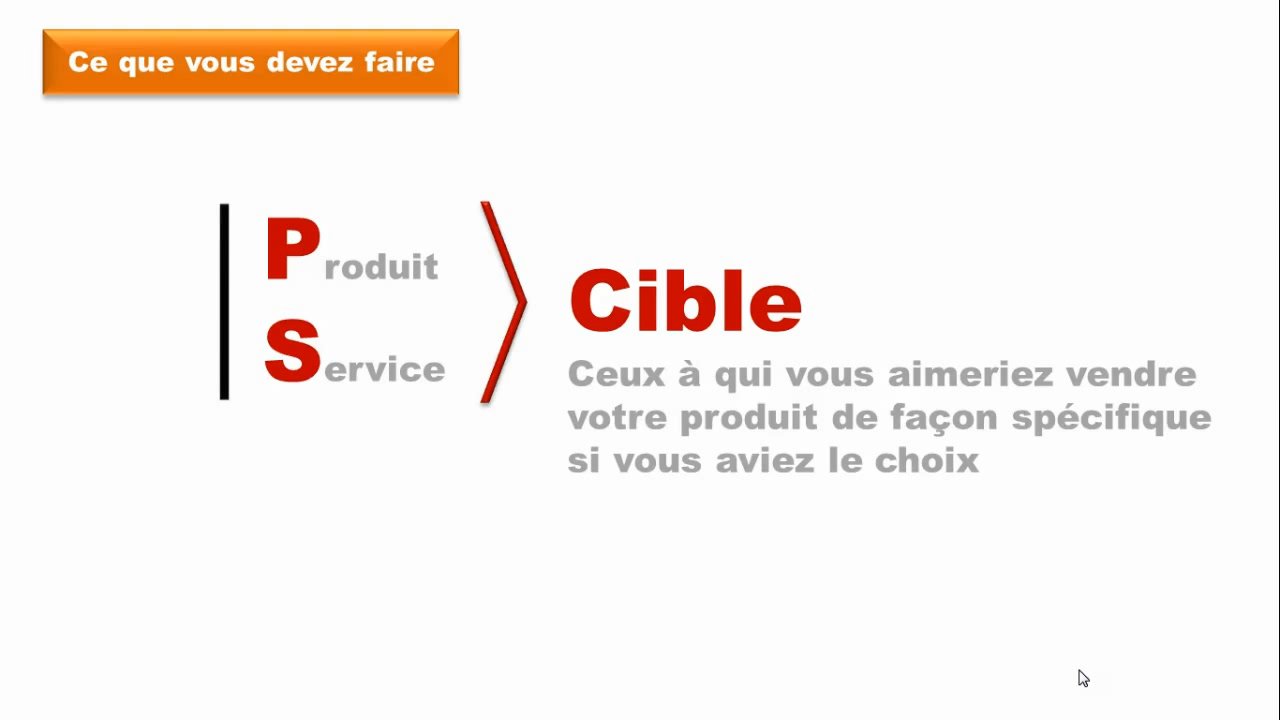 Ce que vous devez faire
Produit
Service
Cible
Ceux à qui vous aimeriez vendre
votre produit de façon spécifique
si vous aviez le choix